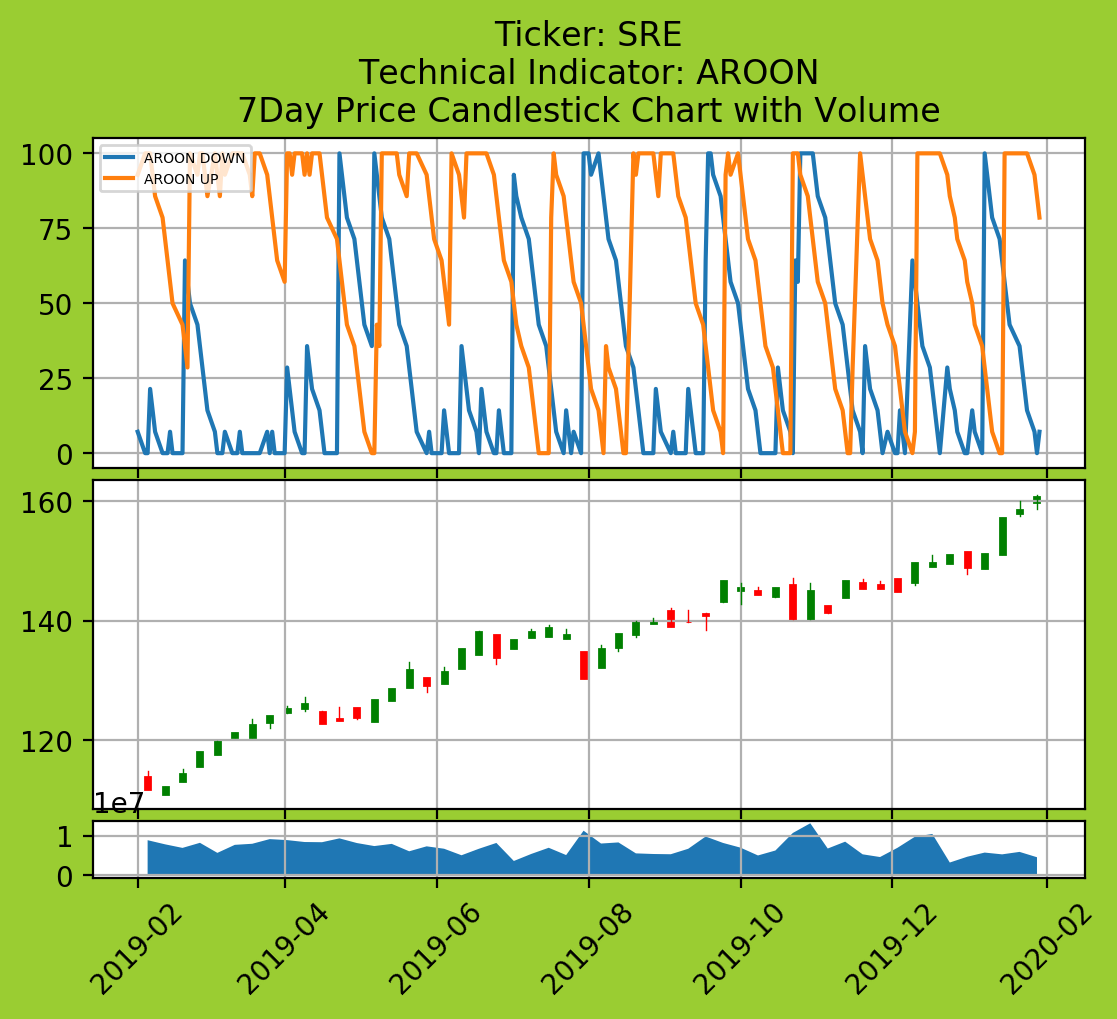 Ticker: SRE
Technical Indicator: AROON
7Day Price Candlestick Chart with Volume
AROON DOWN
AROON UP
100
75
50
25
0
160
140
120
1e7
1
0
2019-02
2019-04
2019-06
2019-08
2019-10
2019-12
2020-02